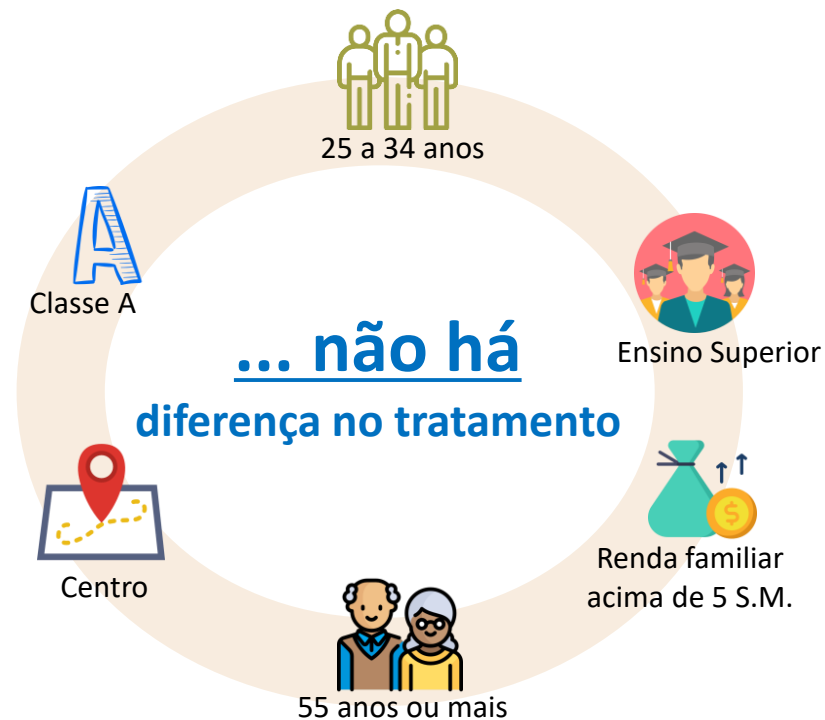 25 a 34 anos
Classe A
Ensino Superior
... não há
diferença no tratamento
Centro
Renda familiar
acima de 5 S.M.
55 anos ou mais